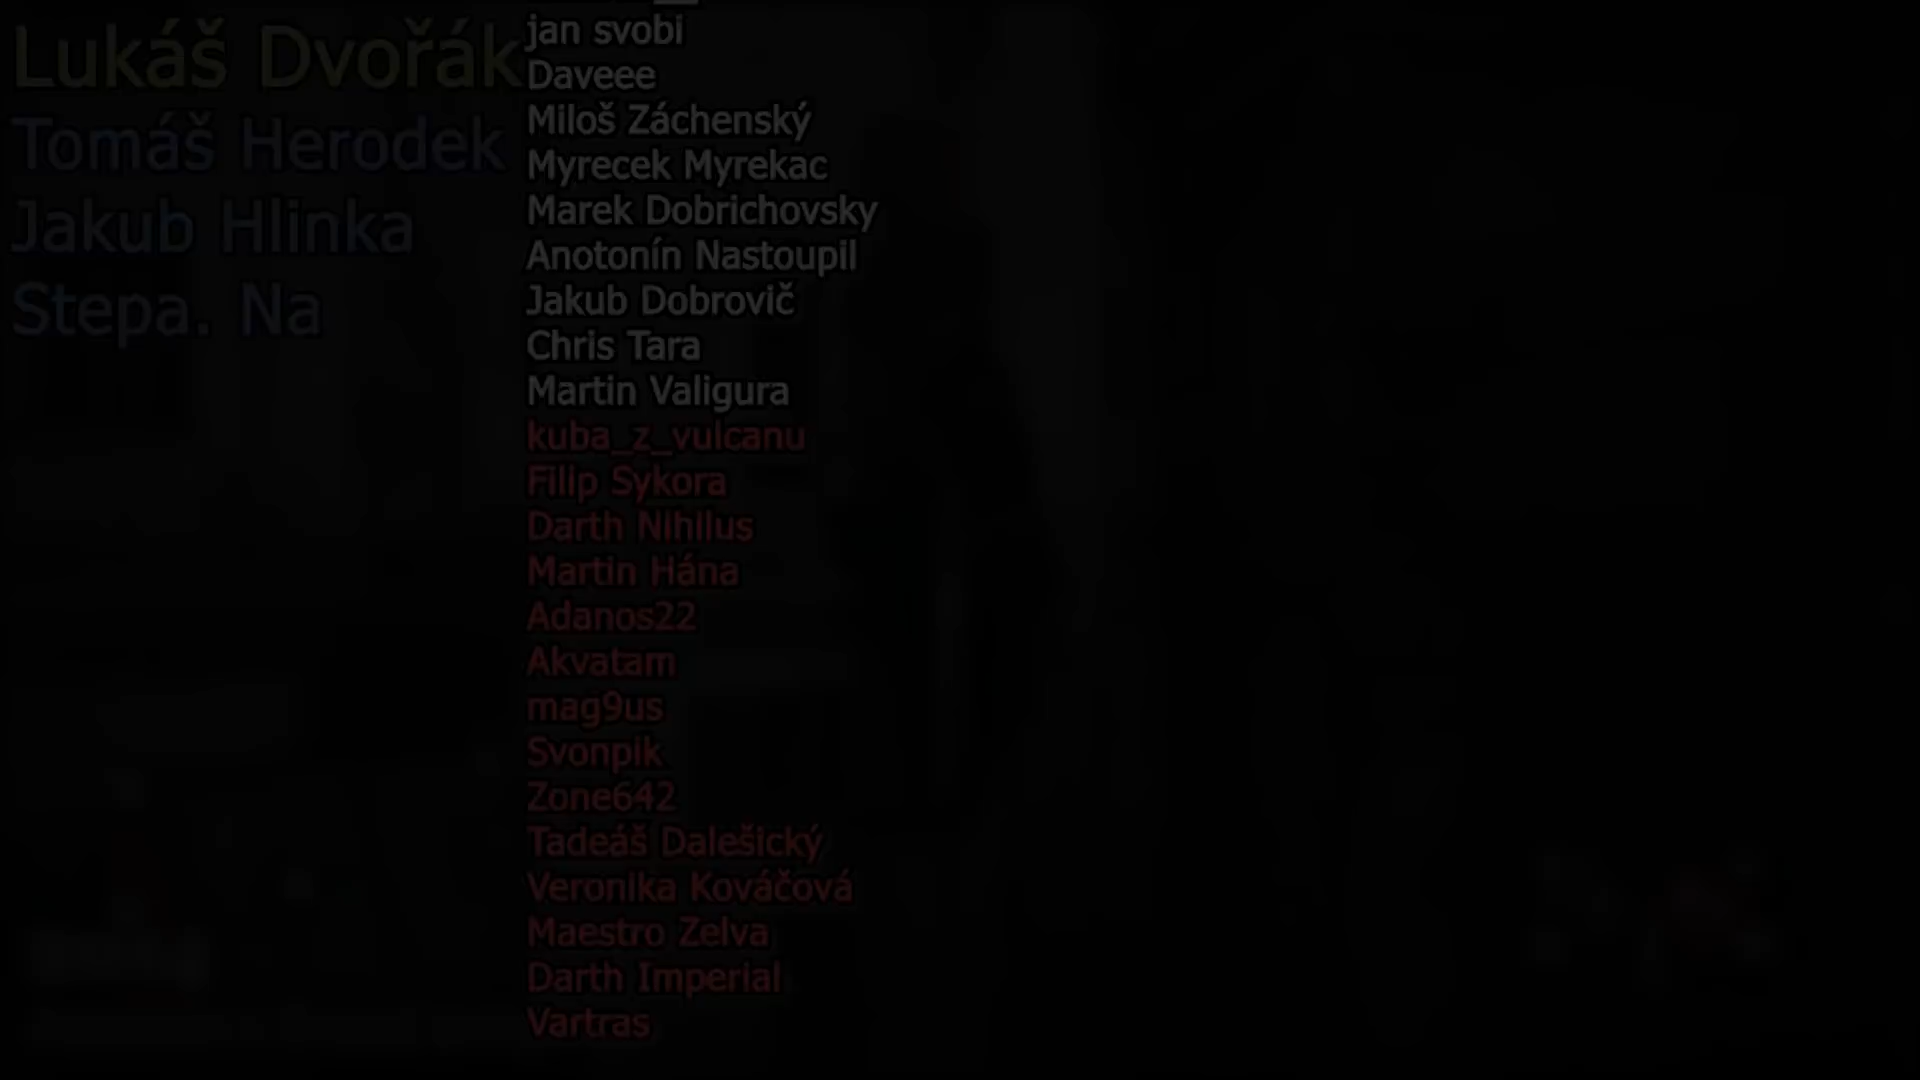 Lukáš Dvořák
Tomáš Herodek
Jakub Hlinka
Stepa. Na
jan svobi
Daveee
Miloš Záchenský
Myrecek Myrekac
Marek Dobrichovsky
Anotonín Nastoupil
Jakub Dobrovič
Chris Tara
Martin Valigura
kuba_z_vulcanu
Filip Sykora
Darth Nihilus
Martin Hána
Adanos22
Akvatam
mag9us
Svonpik
Zone642
Tadeáš Dalešický
Veronika Kováčová
Maestro Zelva
Darth Imperial
Vartras